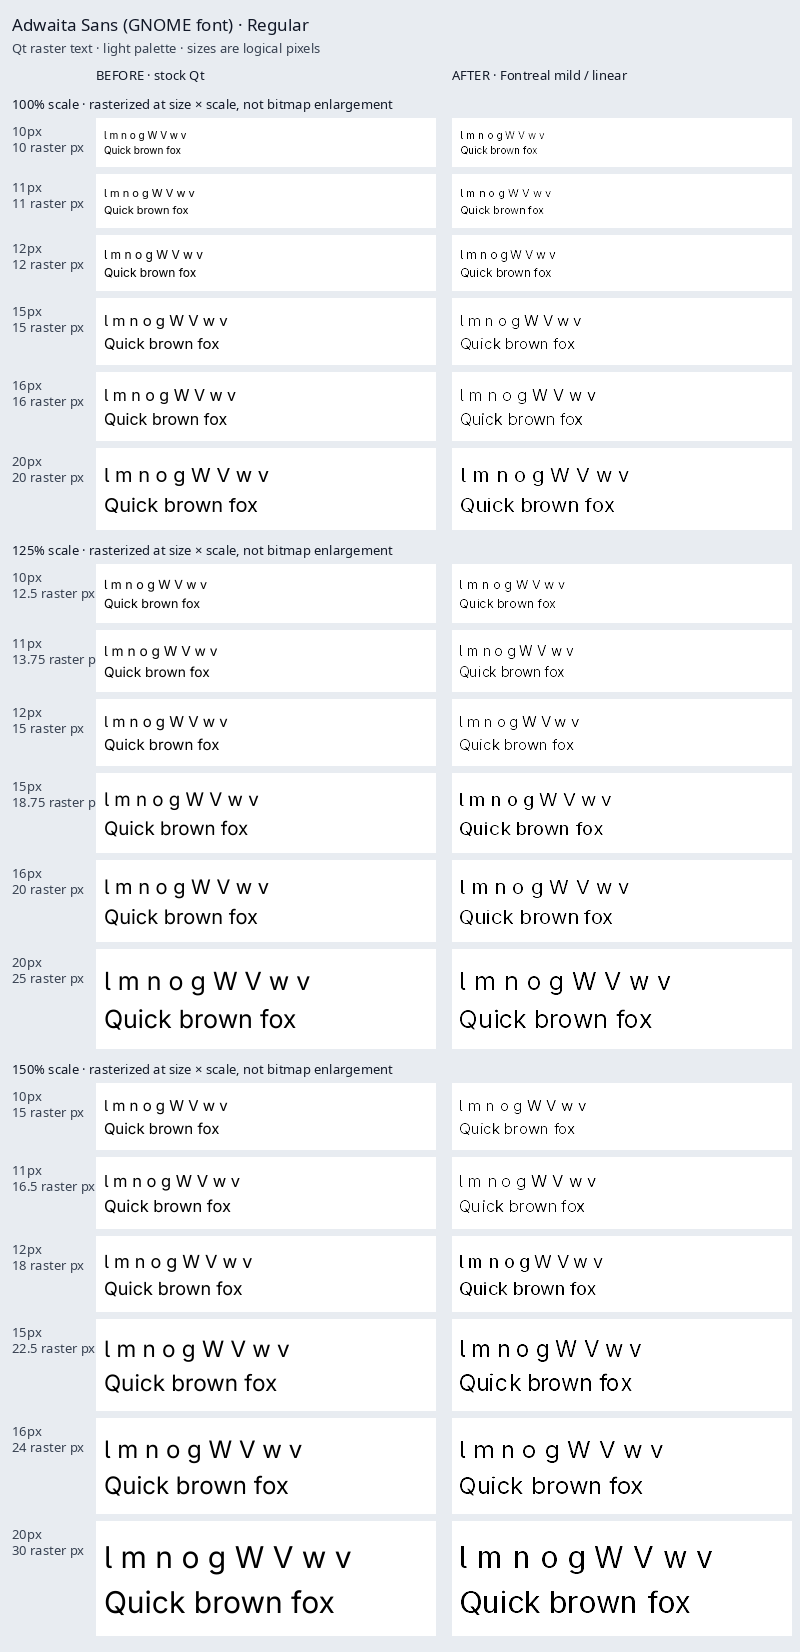 Adwaita Sans (GNOME font) · Regular
Qt raster text · light palette · sizes are logical pixels
BEFORE · stock Qt
AFTER · Fontreal mild / linear
100% scale · rasterized at size × scale, not bitmap enlargement
10px
10 raster px
l m n o g W V w v
Quick brown fox
l m n o g W V w v
Quick brown fox
11px
11 raster px
l m n o g W V w v
Quick brown fox
l m n o g W V w v
Quick brown fox
12px
12 raster px
l m n o g W V w v
Quick brown fox
l m n o g W V w v
Quick brown fox
15px
15 raster px
l m n o g W V w v
Quick brown fox
l m n o g W V w v
Quick brown fox
16px
16 raster px
l m n o g W V w v
Quick brown fox
l m n o g W V w v
Quick brown fox
20px
20 raster px
l m n o g W V w v
Quick brown fox
l m n o g W V w v
Quick brown fox
125% scale · rasterized at size × scale, not bitmap enlargement
10px
12.5 raster px
l m n o g W V w v
Quick brown fox
l m n o g W V w v
Quick brown fox
11px
13.75 raster p
l m n o g W V w v
Quick brown fox
l m n o g W V w v
Quick brown fox
12px
15 raster px
l m n o g W V w v
Quick brown fox
l m n o g W V w v
Quick brown fox
15px
18.75 raster p
l m n o g W V w v
Quick brown fox
l m n o g W V w v
Quick brown fox
16px
20 raster px
l m n o g W V w v
Quick brown fox
l m n o g W V w v
Quick brown fox
20px
25 raster px
l m n o g W V w v
Quick brown fox
l m n o g W V w v
Quick brown fox
150% scale · rasterized at size × scale, not bitmap enlargement
10px
15 raster px
l m n o g W V w v
Quick brown fox
l m n o g W V w v
Quick brown fox
11px
16.5 raster px
l m n o g W V w v
Quick brown fox
l m n o g W V w v
Quick brown fox
12px
18 raster px
l m n o g W V w v
Quick brown fox
l m n o g W V w v
Quick brown fox
15px
22.5 raster px
l m n o g W V w v
Quick brown fox
l m n o g W V w v
Quick brown fox
16px
24 raster px
l m n o g W V w v
Quick brown fox
l m n o g W V w v
Quick brown fox
20px
30 raster px
l m n o g W V w v
Quick brown fox
l m n o g W V w v
Quick brown fox